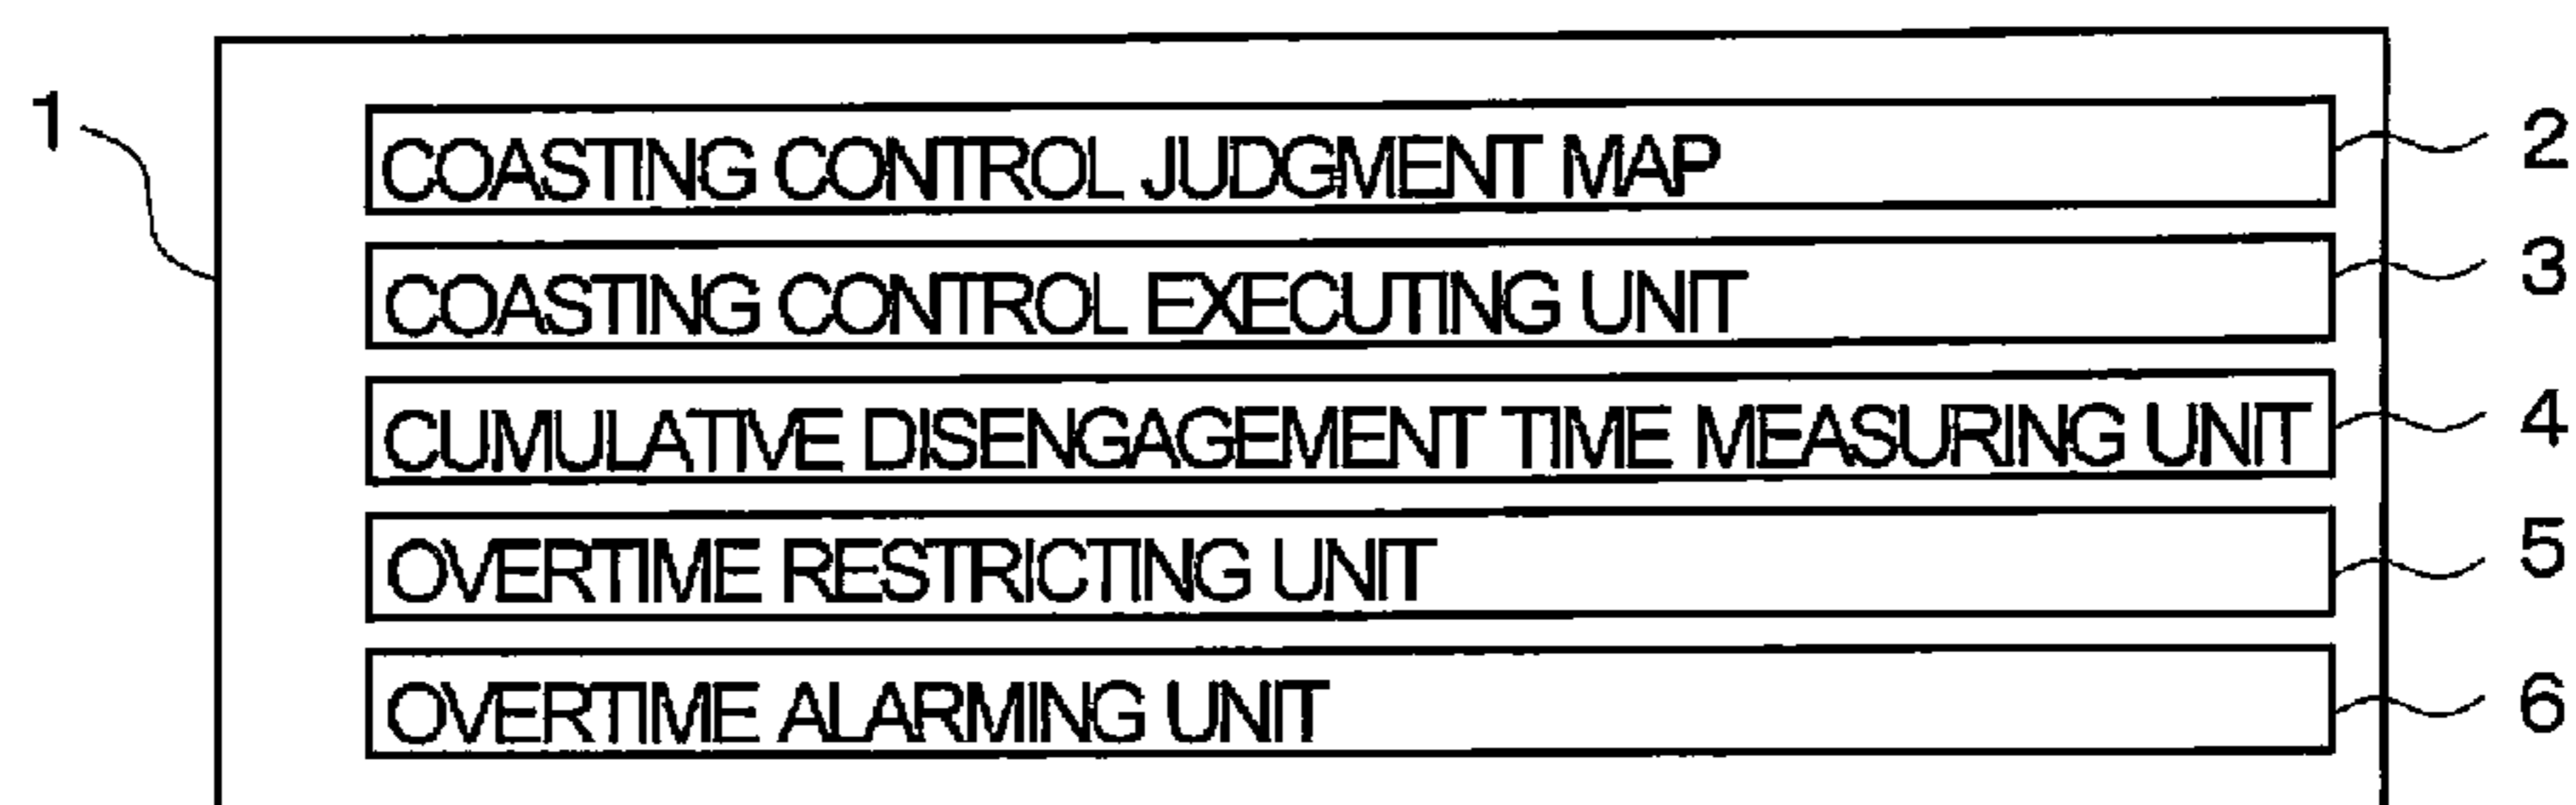 1
COASTING CONTROL JUDGMENT MAP 2
COASTING CONTROL EXECUTING UNIT 3
CUMULATIVE DISENGAGEMENT TIME MEASURING UNIT 4
OVERTIME RESTRICTING UNIT 5
OVERTIME ALARMING UNIT 6